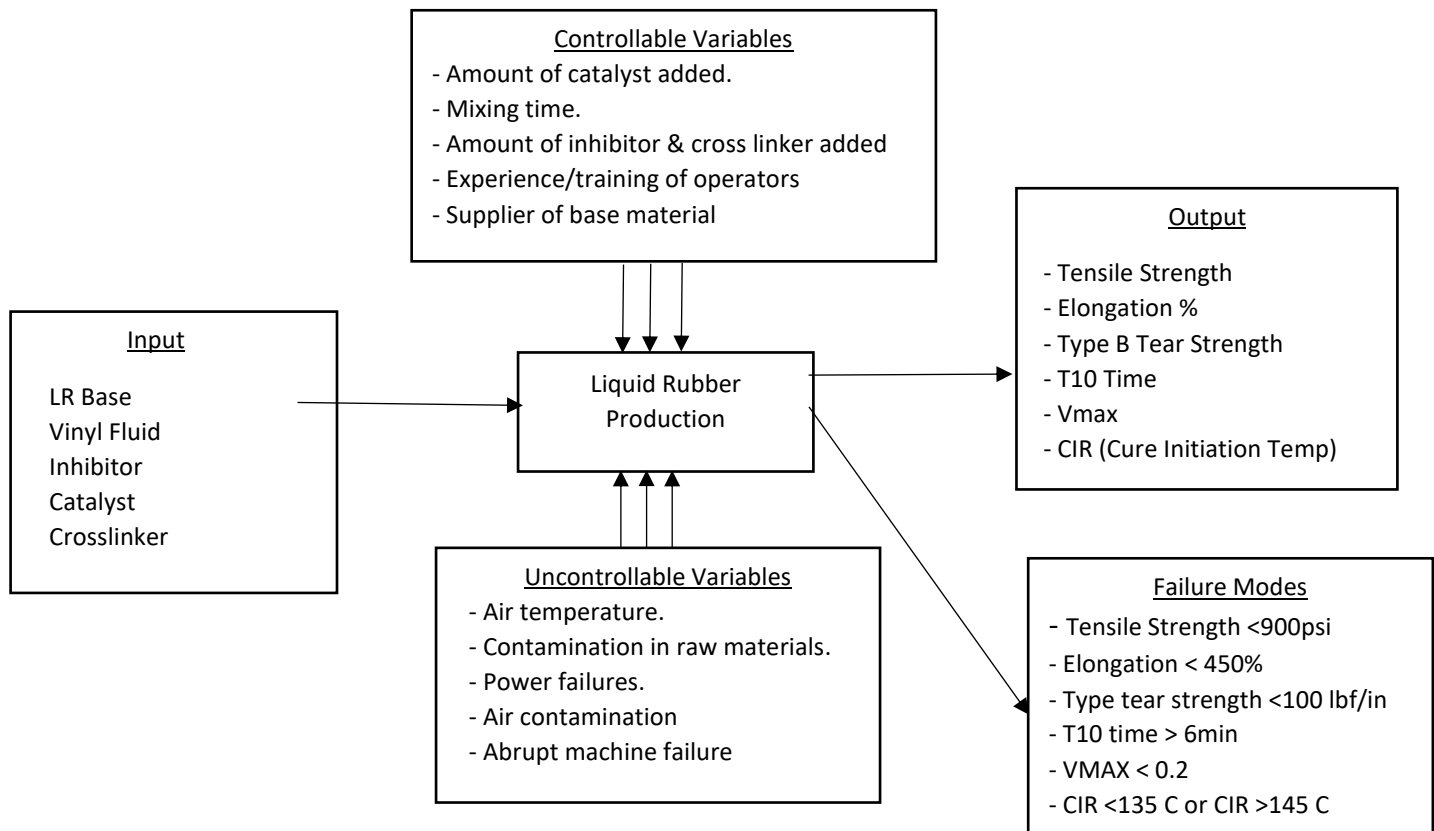 Controllable Variables
- Amount of catalyst added.
- Mixing time.
- Amount of inhibitor & cross linker added
- Experience/training of operators
- Supplier of base material
Input
LR Base
Vinyl Fluid
Inhibitor
Catalyst
Crosslinker
Liquid Rubber
Production
Output
- Tensile Strength
- Elongation %
- Type B Tear Strength
- T10 Time
- Vmax
- CIR (Cure Initiation Temp)
Uncontrollable Variables
- Air temperature.
- Contamination in raw materials.
- Power failures.
- Air contamination
- Abrupt machine failure
Failure Modes
- Tensile Strength <900psi
- Elongation < 450%
- Type tear strength <100 lbf/in
- T10 time > 6min
- VMAX < 0.2
- CIR <135 C or CIR >145 C